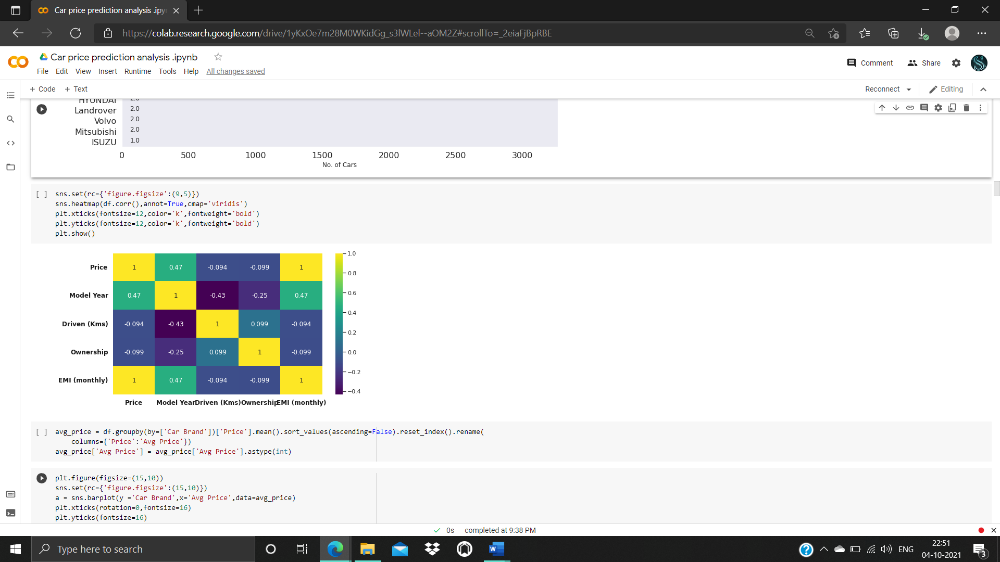 Car price prediction analysis .ipyn
https://colab.research.google.com/drive/1yKxOe7m28M0WKidGg_s3lWLel--aOM2Z#scrollTo=_2eiaFjBpRBE
Car price prediction analysis .ipynb
File Edit View Insert Runtime Tools Help All changes saved
Comment Share
+ Code + Text
Reconnect Editing
HYUNDAI 2.0
Landrover 2.0
Volvo 2.0
Mitsubishi 2.0
ISUZU 1.0
0 500 1000 1500 2000 2500 3000
No. of Cars
[ ] sns.set(rc={'figure.figsize':(9,5)})
sns.heatmap(df.corr(),annot=True,cmap='viridis')
plt.xticks(fontsize=12,color='k',fontweight='bold')
plt.yticks(fontsize=12,color='k',fontweight='bold')
plt.show()
Price 1 0.47 -0.094 -0.099 1
Model Year 0.47 1 -0.43 -0.25 0.47
Driven (Kms) -0.094 -0.43 1 0.099 -0.094
Ownership -0.099 -0.25 0.099 1 -0.099
EMI (monthly) 1 0.47 -0.094 -0.099 1
Price Model Year Driven (Kms) Ownership EMI (monthly)
1.0
0.8
0.6
0.4
0.2
0.0
−0.2
−0.4
[ ] avg_price = df.groupby(by=['Car Brand'])['Price'].mean().sort_values(ascending=False).reset_index().rename(
columns={'Price':'Avg Price'})
avg_price['Avg Price'] = avg_price['Avg Price'].astype(int)
plt.figure(figsize=(15,10))
sns.set(rc={'figure.figsize':(15,10)})
a = sns.barplot(y ='Car Brand',x='Avg Price',data=avg_price)
plt.xticks(rotation=0,fontsize=16)
plt.yticks(fontsize=16)
0s completed at 9:38 PM
Type here to search
ENG
22:51
04-10-2021
3